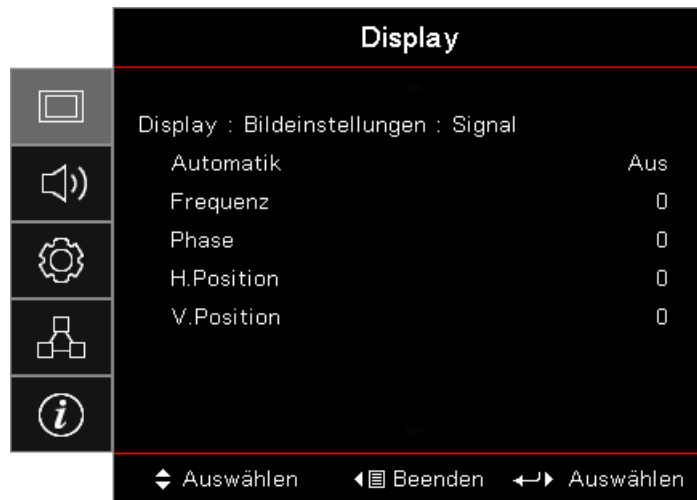 Display
Display : Bildeinstellungen : Signal
Automatik Aus
Frequenz 0
Phase 0
H.Position 0
V.Position 0
Auswählen Beenden Auswählen